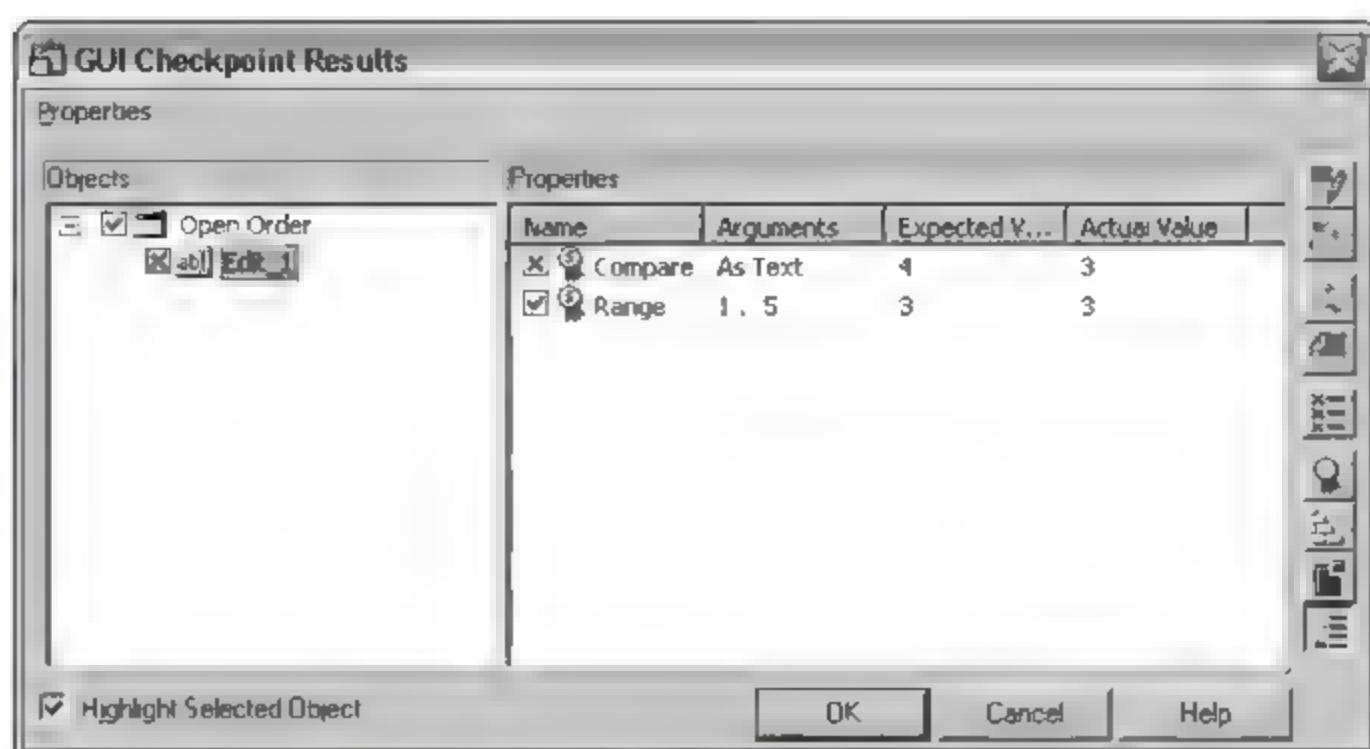 GUI Checkpoint Results
Properties
Objects
Open Order
ab Edit_1
Properties
Name Arguments Expected V... Actual Value
Compare As Text 4 3
Range 1 . 5 3 3
Highlight Selected Object
OK Cancel Help